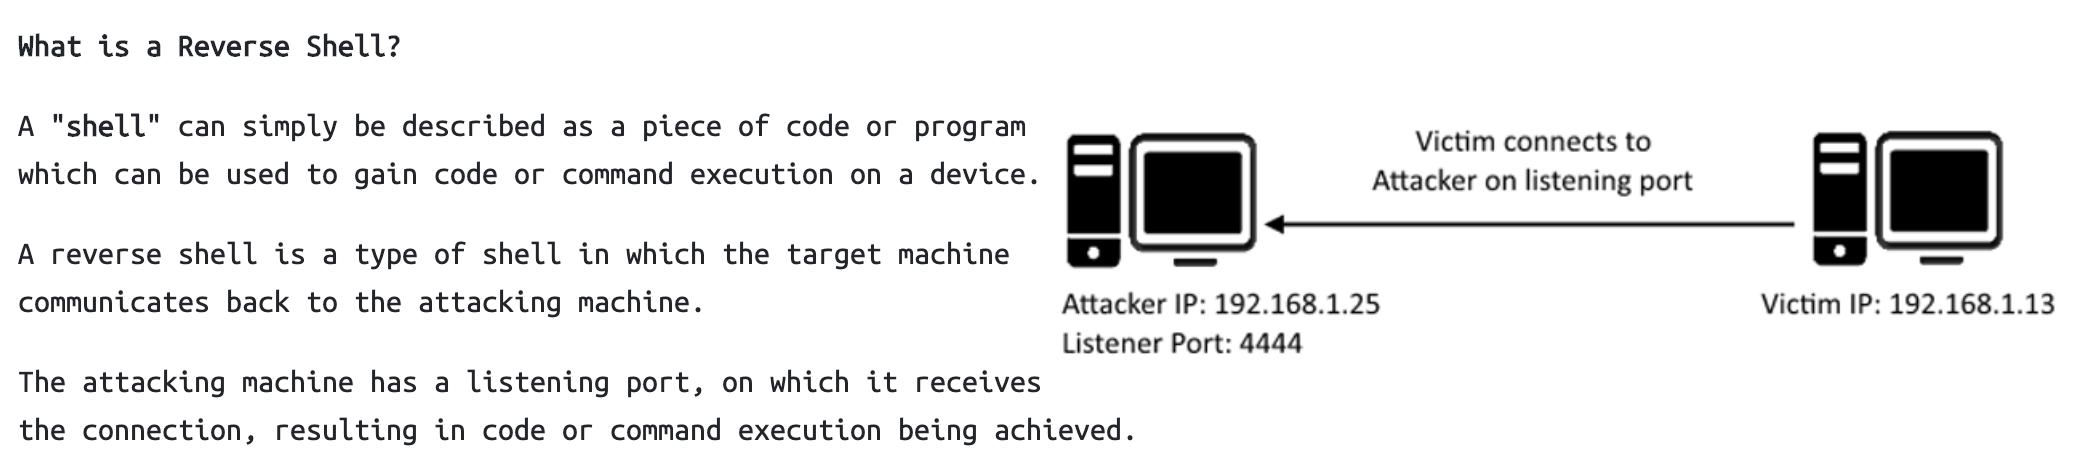 What is a Reverse Shell?
A "shell" can simply be described as a piece of code or program
which can be used to gain code or command execution on a device.
A reverse shell is a type of shell in which the target machine
communicates back to the attacking machine.
The attacking machine has a listening port, on which it receives
the connection, resulting in code or command execution being achieved.
Victim connects to
Attacker on listening port
Attacker IP: 192.168.1.25
Listener Port: 4444
Victim IP: 192.168.1.13